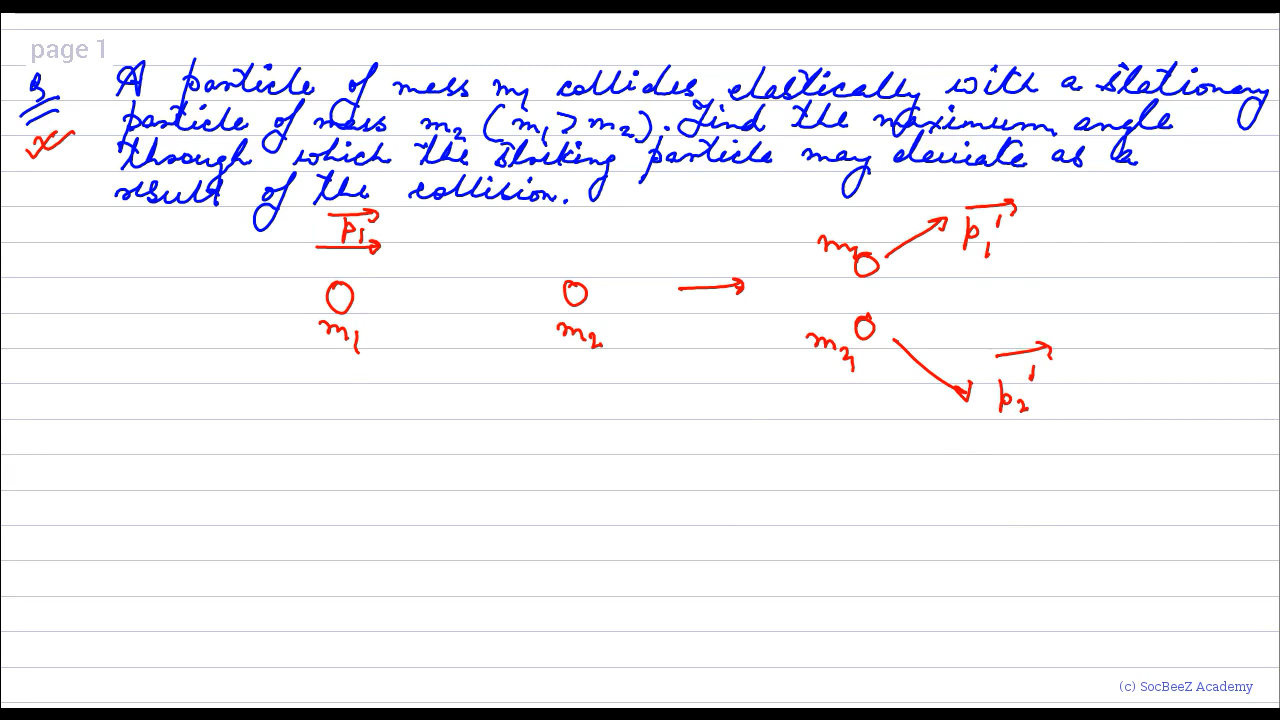 page 1
Q A particle of mess m₁ collides elastically with a stationary
particle of mass m₂ (m₁ > m₂). Find the maximum angle
through which the striking particle may deviate as a
result of the collision.
p₁
m₁
m₂
m₁
p₁'
m₂
p₂'
(c) SocBeeZ Academy